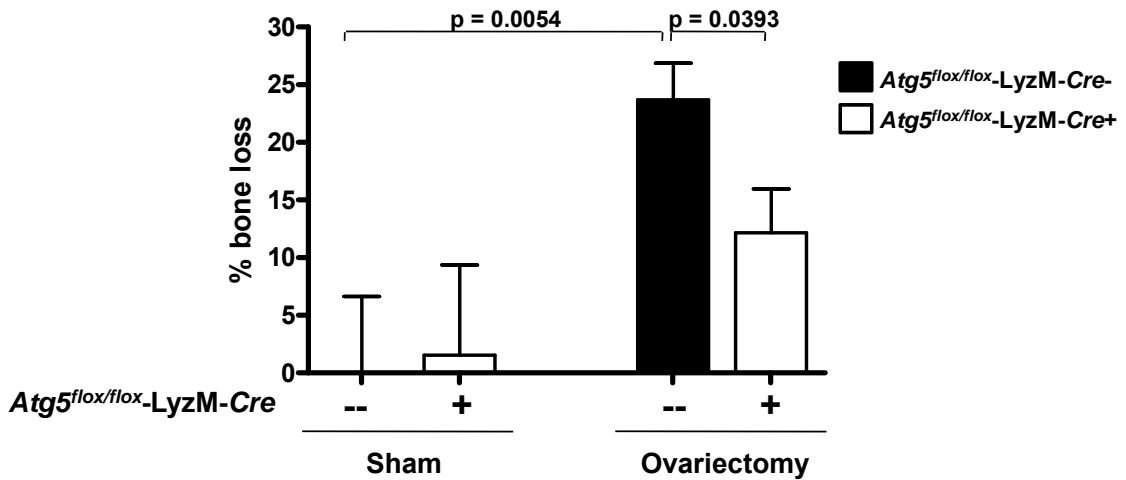 p = 0.0054 p = 0.0393
30
25
20
15
10
5
0
% bone loss
Atg5flox/flox-LyzM-Cre-
Atg5flox/flox-LyzM-Cre+
Atg5flox/flox-LyzM-Cre -- + -- +
Sham Ovariectomy